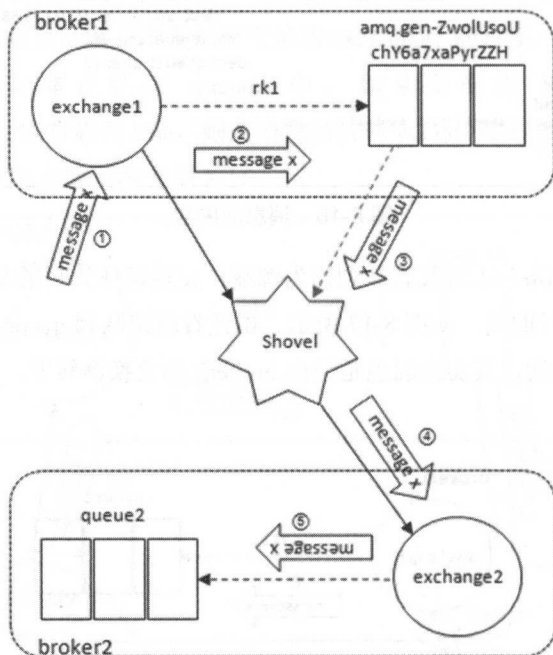 broker1
amq.gen-ZwolUsoU
chY6a7xaPyrZZH
exchange1
rk1
②
message x
message x
①
message x
③
Shovel
message x
④
queue2
⑤
message x
exchange2
broker2